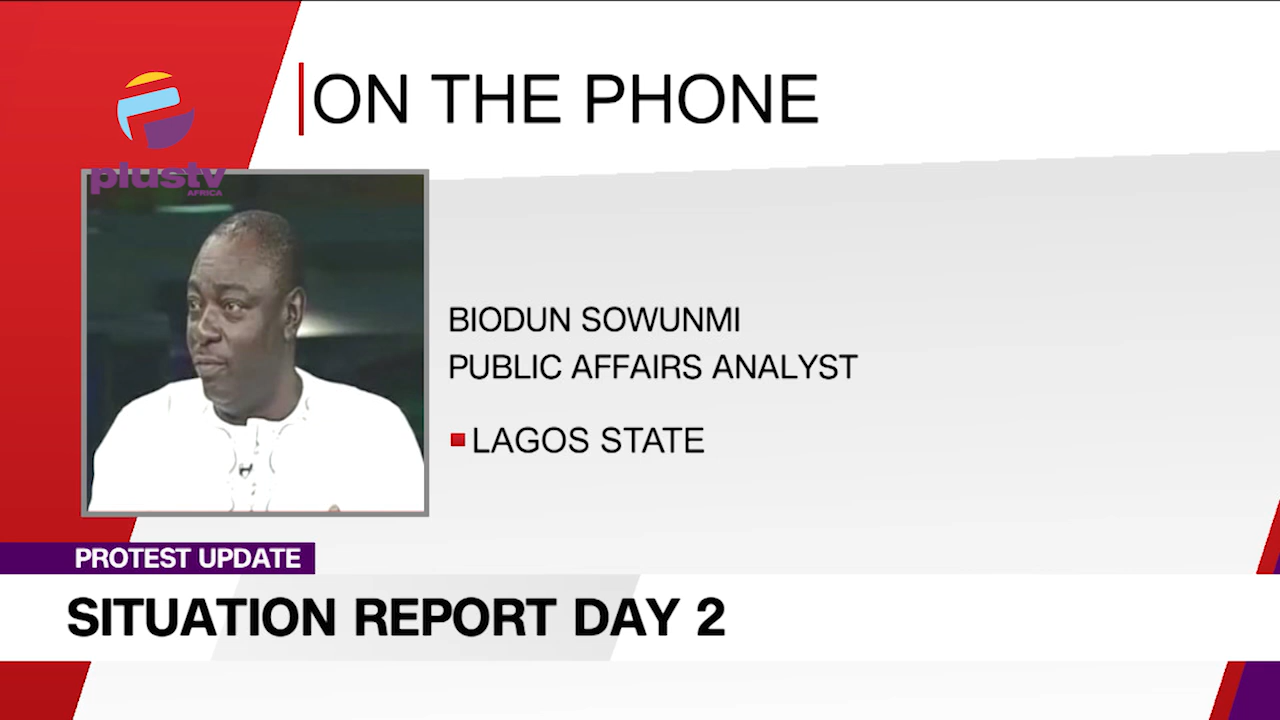 ON THE PHONE
plustv
AFRICA
BIODUN SOWUNMI
PUBLIC AFFAIRS ANALYST
LAGOS STATE
PROTEST UPDATE
SITUATION REPORT DAY 2